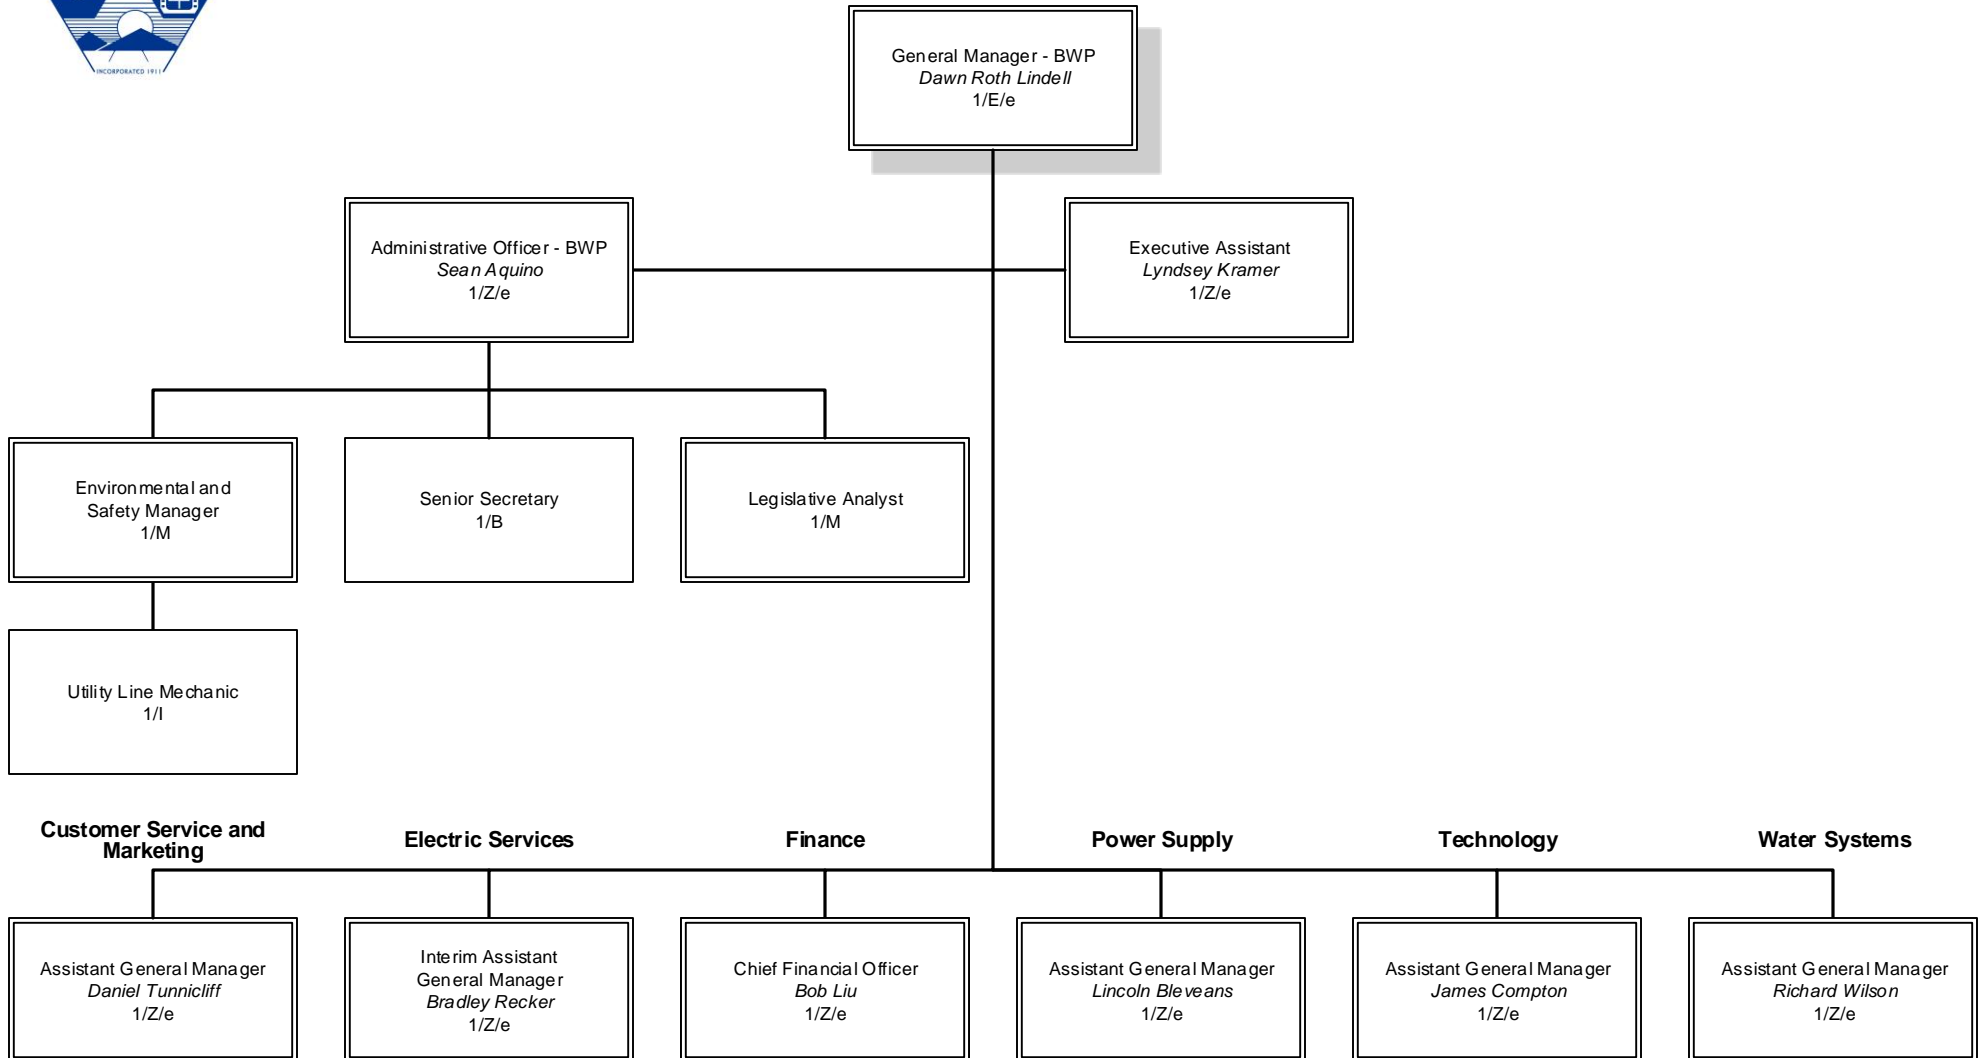 INCORPORATED 1911
General Manager - BWP
Dawn Roth Lindell
1/E/e
Administrative Officer - BWP
Sean Aquino
1/Z/e
Executive Assistant
Lyndsey Kramer
1/Z/e
Environmental and
Safety Manager
1/M
Senior Secretary
1/B
Legislative Analyst
1/M
Utility Line Mechanic
1/I
Customer Service and
Marketing
Electric Services
Finance
Power Supply
Technology
Water Systems
Assistant General Manager
Daniel Tunnicliff
1/Z/e
Interim Assistant
General Manager
Bradley Recker
1/Z/e
Chief Financial Officer
Bob Liu
1/Z/e
Assistant General Manager
Lincoln Bleveans
1/Z/e
Assistant General Manager
James Compton
1/Z/e
Assistant General Manager
Richard Wilson
1/Z/e